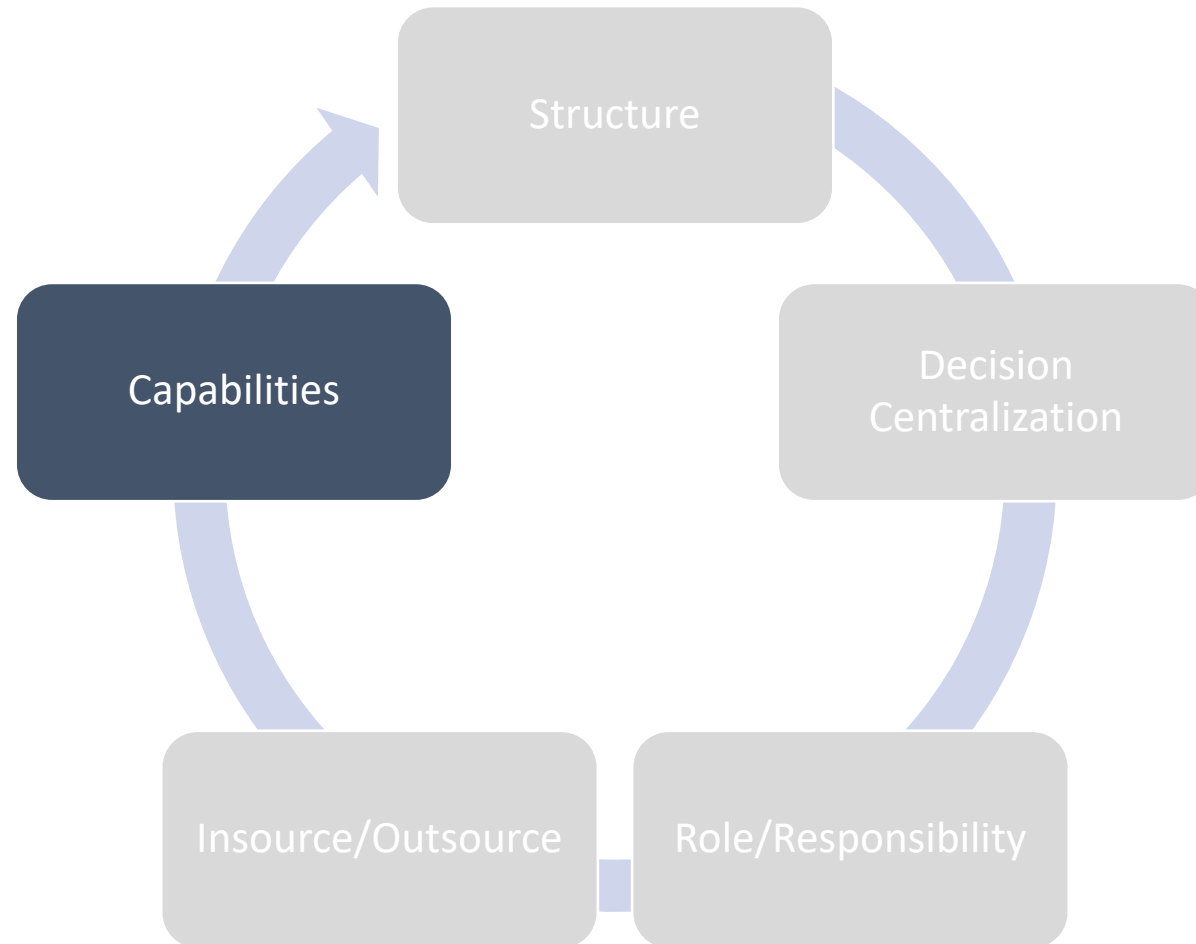 Structure
Decision
Centralization
Role/Responsibility
Insource/Outsource
Capabilities